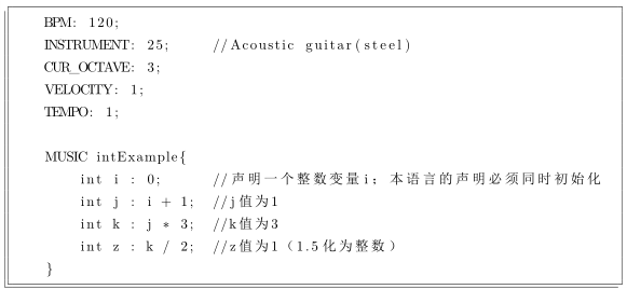 BPM: 120;
INSTRUMENT: 25; //Acoustic guitar(steel)
CUR_OCTAVE: 3;
VELOCITY: 1;
TEMPO: 1;
MUSIC intExample{
int i : 0; //声明一个整数变量i；本语言的声明必须同时初始化
int j : i + 1; //j值为1
int k : j * 3; //k值为3
int z : k / 2; //z值为1（1.5化为整数）
}